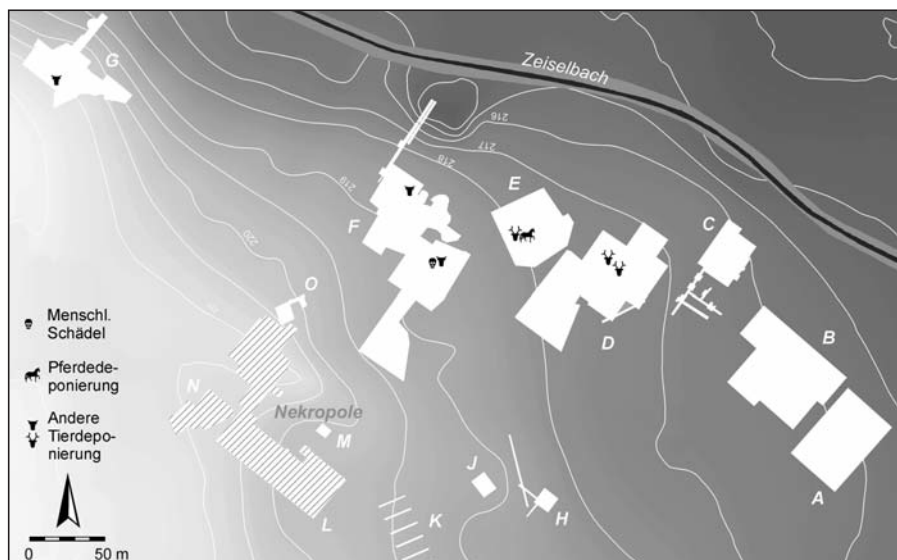 G
Zeiselbach
216
217
218
E
C
219
F
220
O
D
B
Menschl.
Schädel
Pferdede-
ponierung
N
Nekropole
M
Andere
Tierdepo-
nierung
J
A
L
K
H
0 50 m